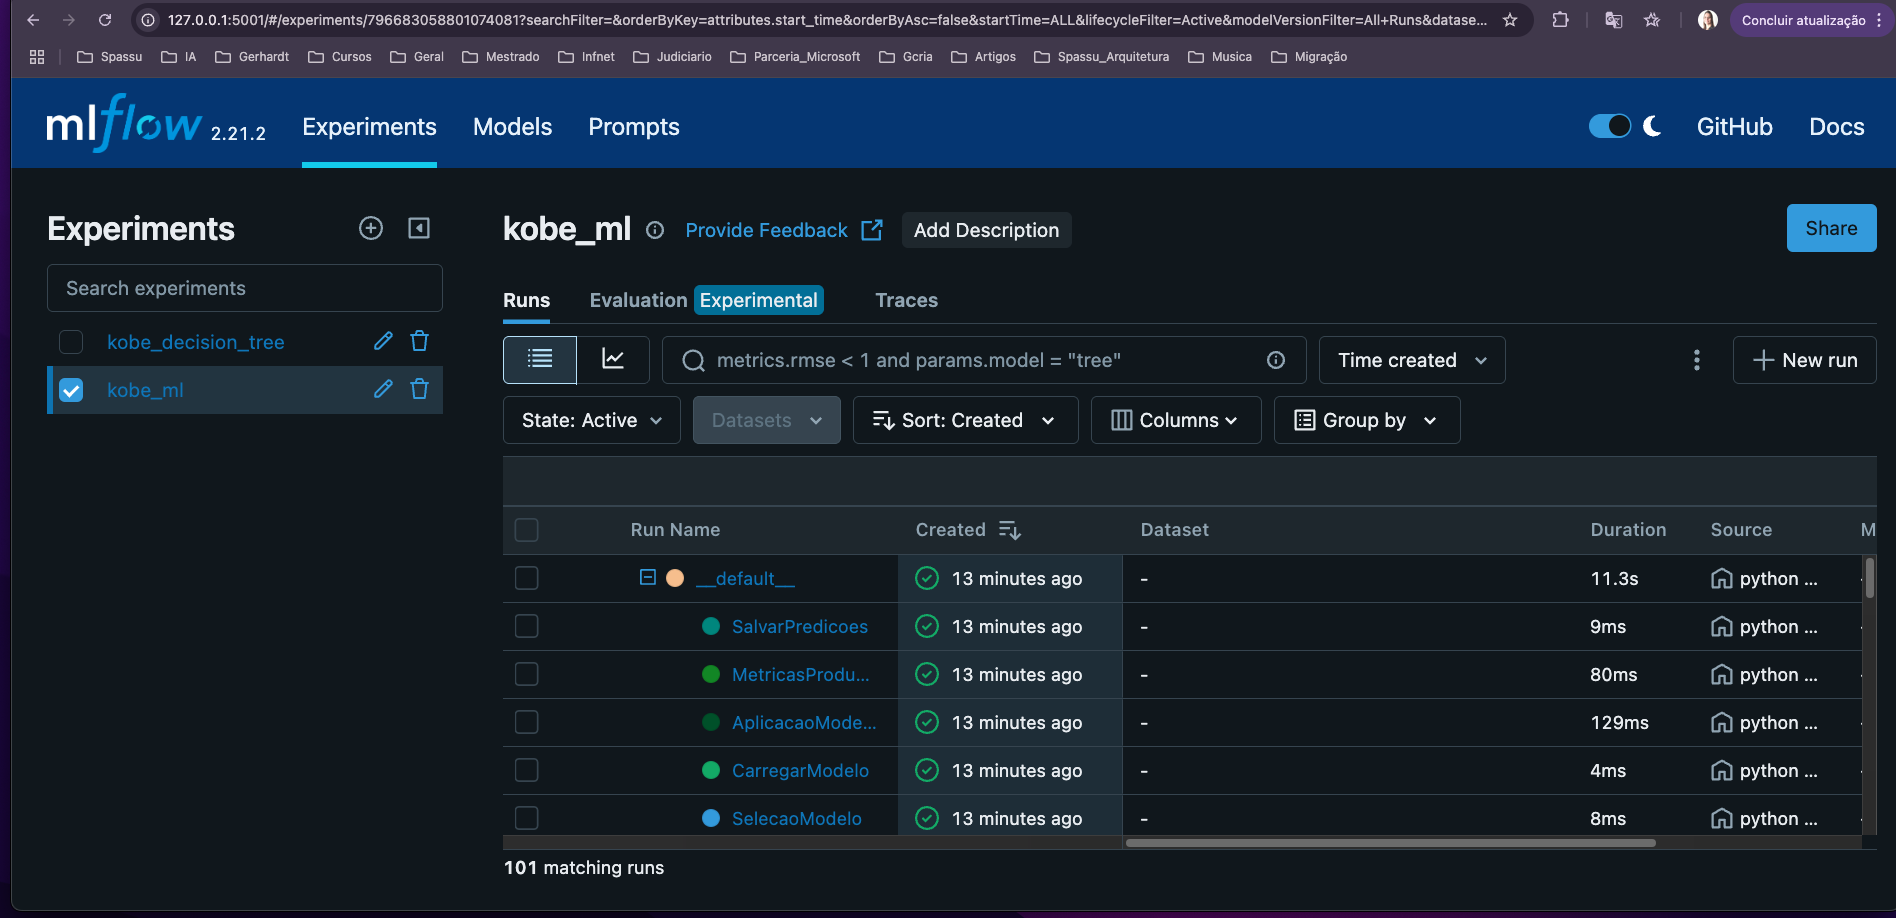 127.0.0.1:5001/#/experiments/796683058801074081?searchFilter=&orderByKey=attributes.start_time&orderByAsc=false&startTime=ALL&lifecycleFilter=Active&modelVersionFilter=All+Runs&datase...
Concluir atualização
Spassu IA Gerhardt Cursos Geral Mestrado Infnet Judiciario Parceria_Microsoft Gcria Artigos Spassu_Arquitetura Musica Migração
mlflow 2.21.2 Experiments Models Prompts GitHub Docs
Experiments
Search experiments
kobe_decision_tree
kobe_ml
kobe_ml Provide Feedback Add Description Share
Runs Evaluation Experimental Traces
metrics.rmse < 1 and params.model = "tree" Time created New run
State: Active Datasets Sort: Created Columns Group by
Run Name Created Dataset Duration Source M
__default__ 13 minutes ago - 11.3s python ...
SalvarPredicoes 13 minutes ago - 9ms python ...
MetricasProdu... 13 minutes ago - 80ms python ...
AplicacaoMode... 13 minutes ago - 129ms python ...
CarregarModelo 13 minutes ago - 4ms python ...
SelecaoModelo 13 minutes ago - 8ms python ...
101 matching runs